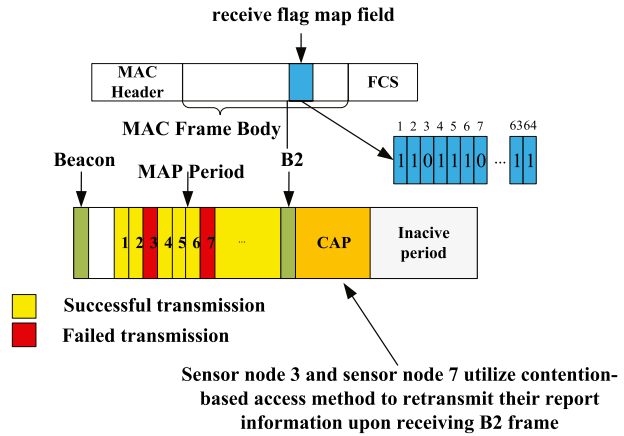 receive flag map field
MAC Header
FCS
MAC Frame Body
1 2 3 4 5 6 7 6364
1 1 0 1 1 1 0 ... 1 1
Beacon
MAP Period
B2
1 2 3 4 5 6 7 ...
CAP
Inacive period
Successful transmission
Failed transmission
Sensor node 3 and sensor node 7 utilize contention-
based access method to retransmit their report
information upon receiving B2 frame